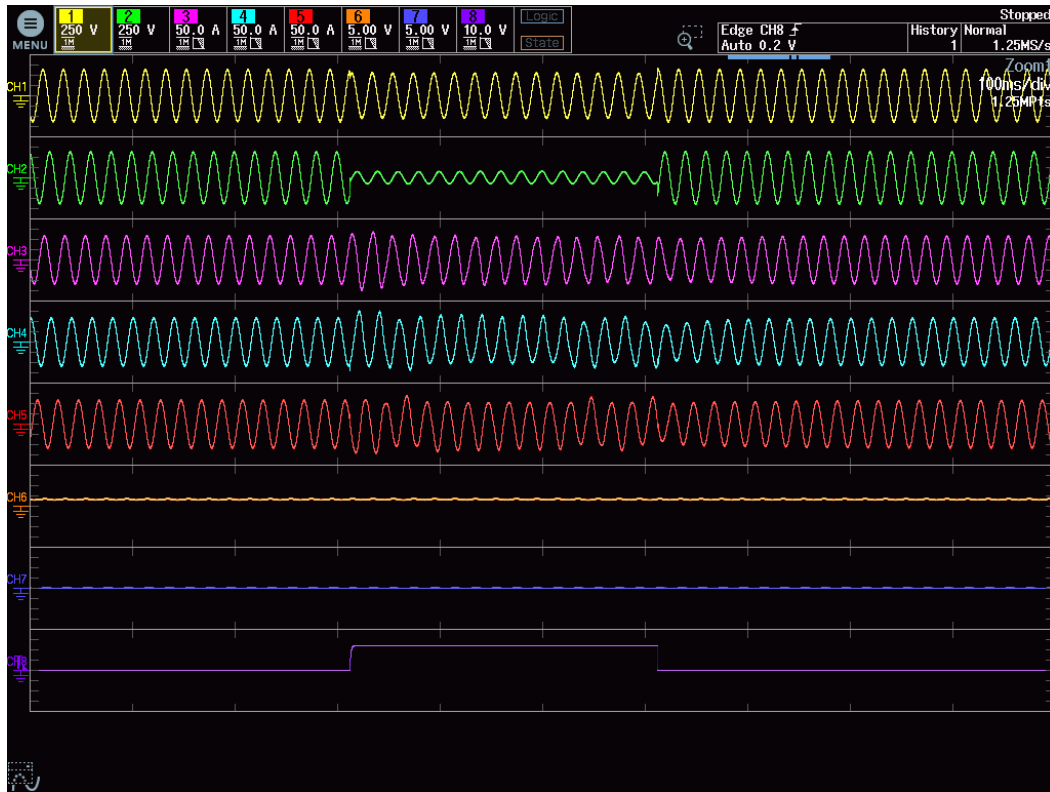 MENU
1 250 V 1M
2 250 V 1M
3 50.0 A 1M
4 50.0 A 1M
5 50.0 A 1M
6 5.00 V 1M
7 5.00 V 1M
8 10.0 V 1M
Logic
State
Edge CH8
Auto 0.2 V
Stopped
History
1
Normal
1.25MS/s
Zoom1
100ms/div
1.25MPts
CH1
CH2
CH3
CH4
CH5
CH6
CH7